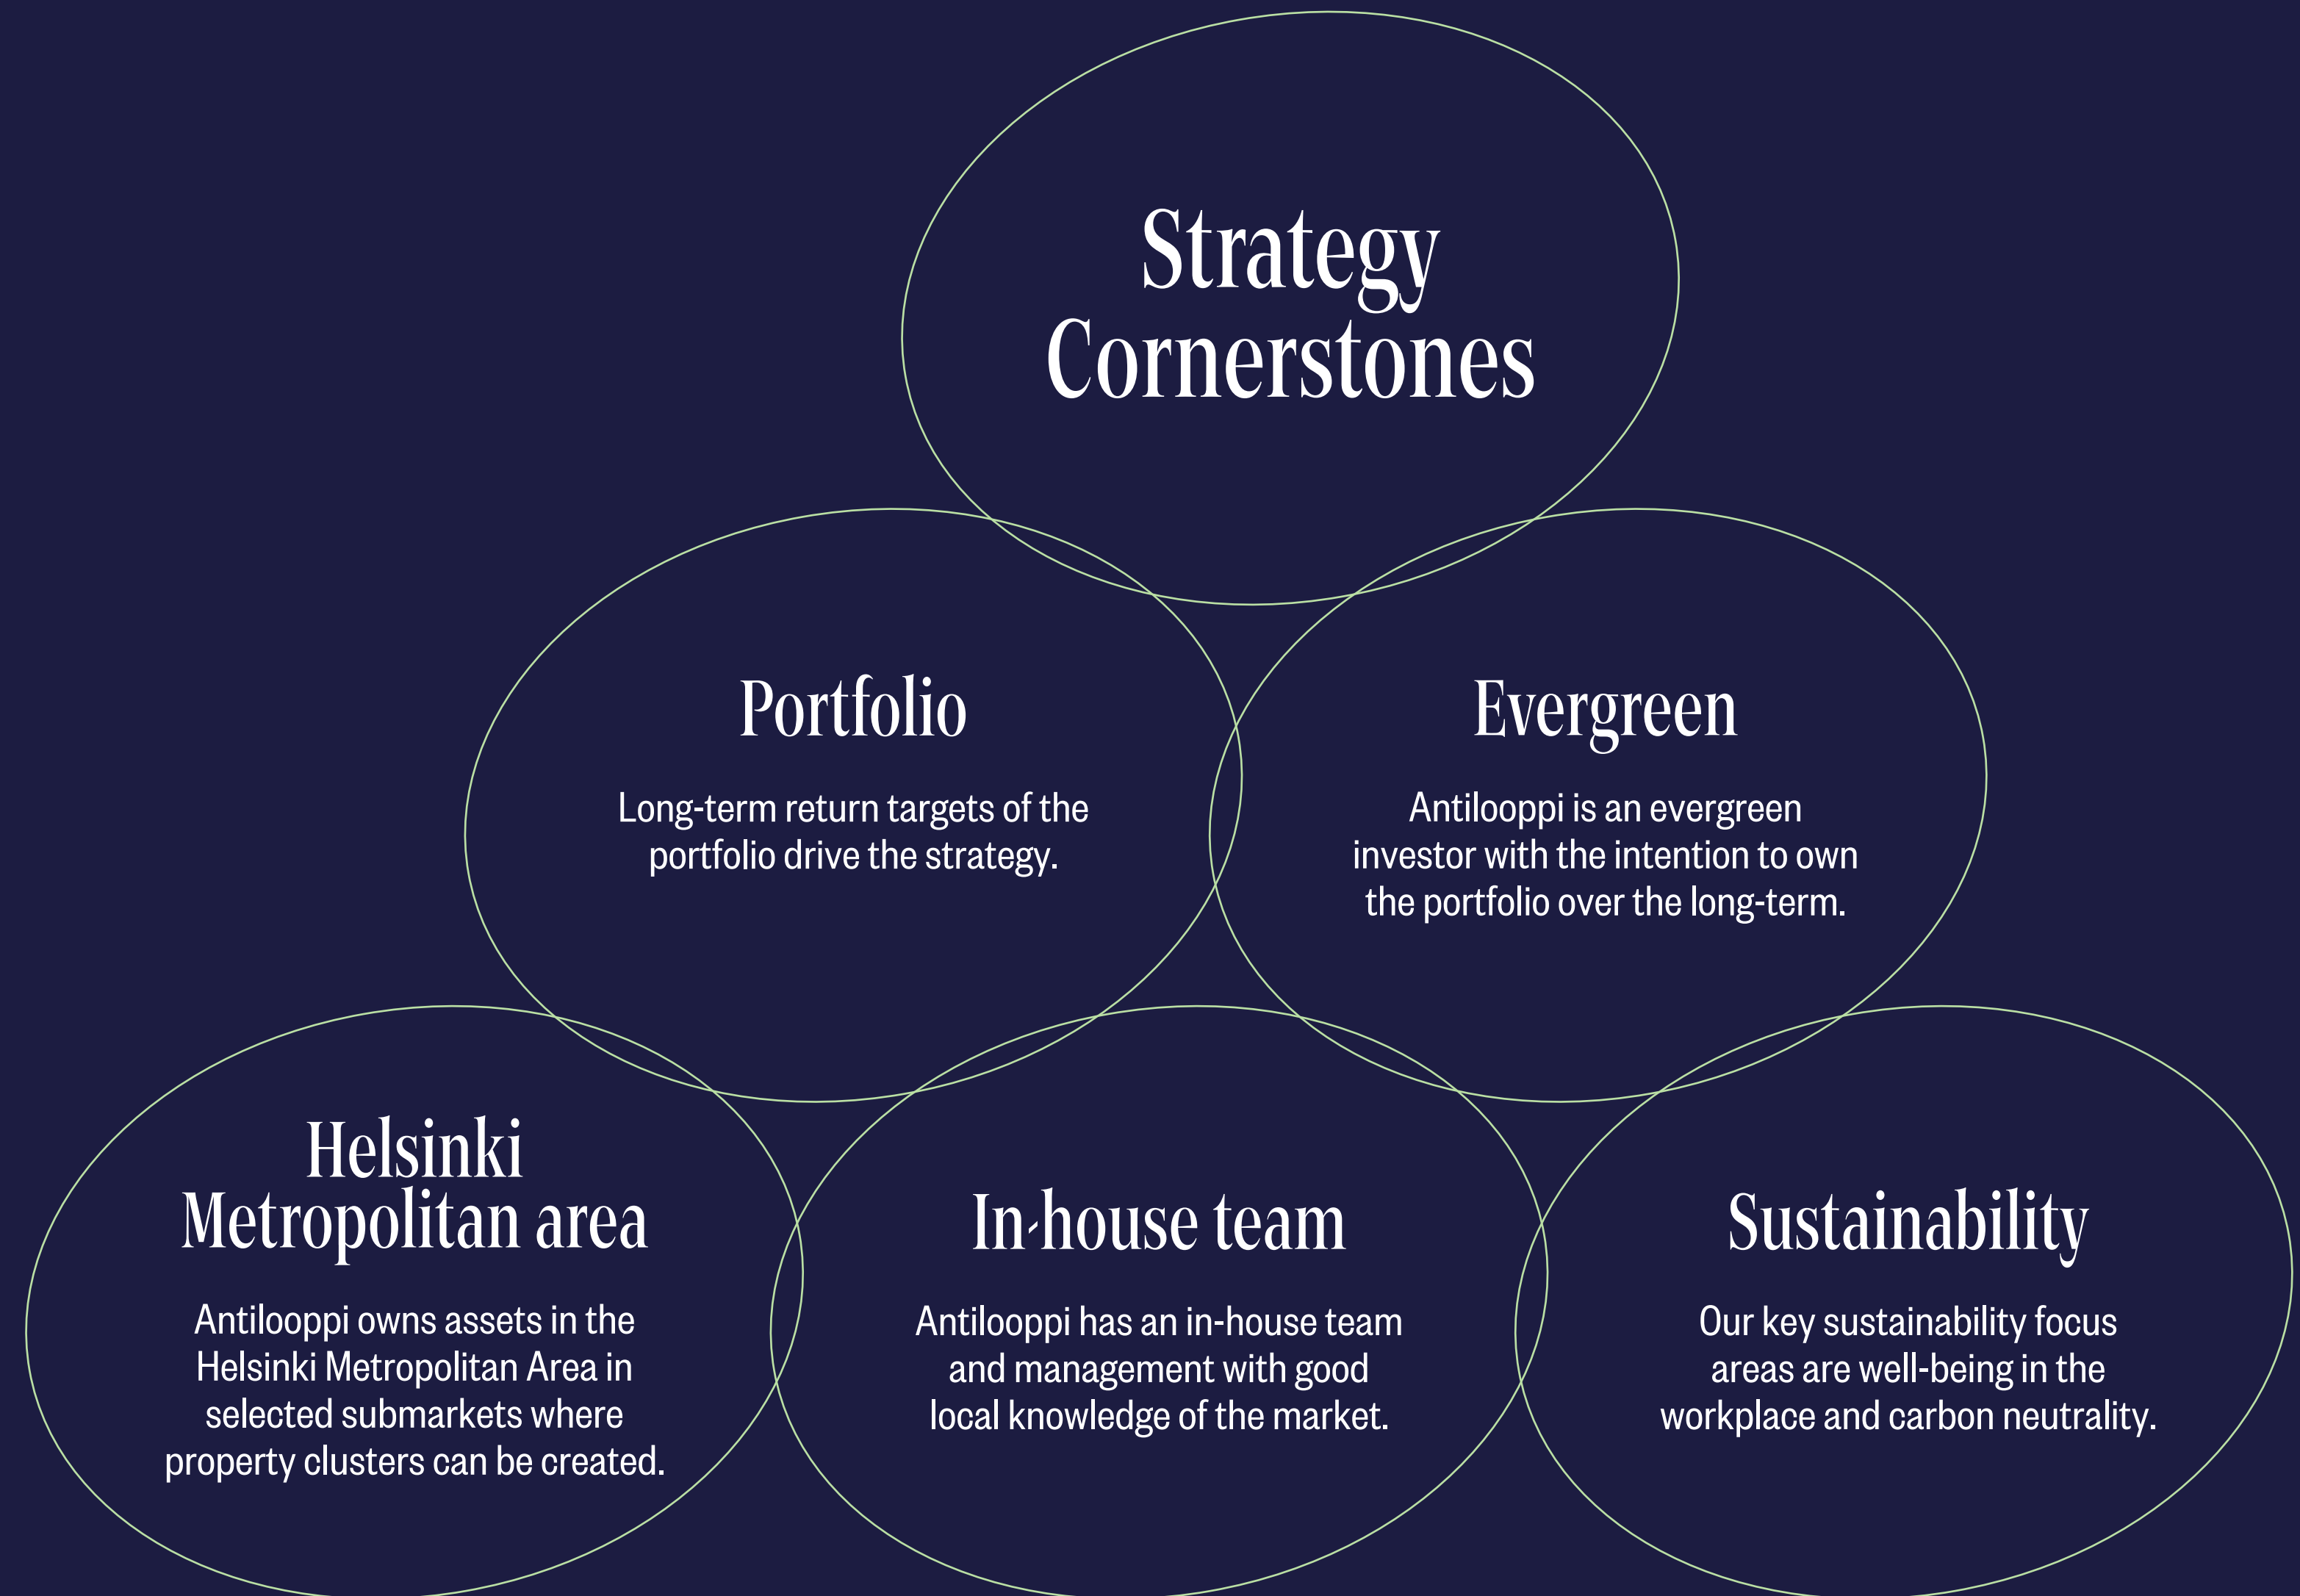 Strategy
Cornerstones
Portfolio
Long-term return targets of the
portfolio drive the strategy.
Evergreen
Antilooppi is an evergreen
investor with the intention to own
the portfolio over the long-term.
Helsinki
Metropolitan area
Antilooppi owns assets in the
Helsinki Metropolitan Area in
selected submarkets where
property clusters can be created.
In-house team
Antilooppi has an in-house team
and management with good
local knowledge of the market.
Sustainability
Our key sustainability focus
areas are well-being in the
workplace and carbon neutrality.